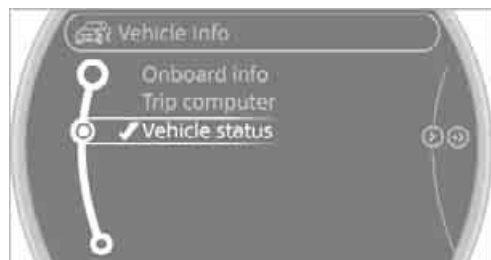 Vehicle info
Onboard info
Trip computer
Vehicle status